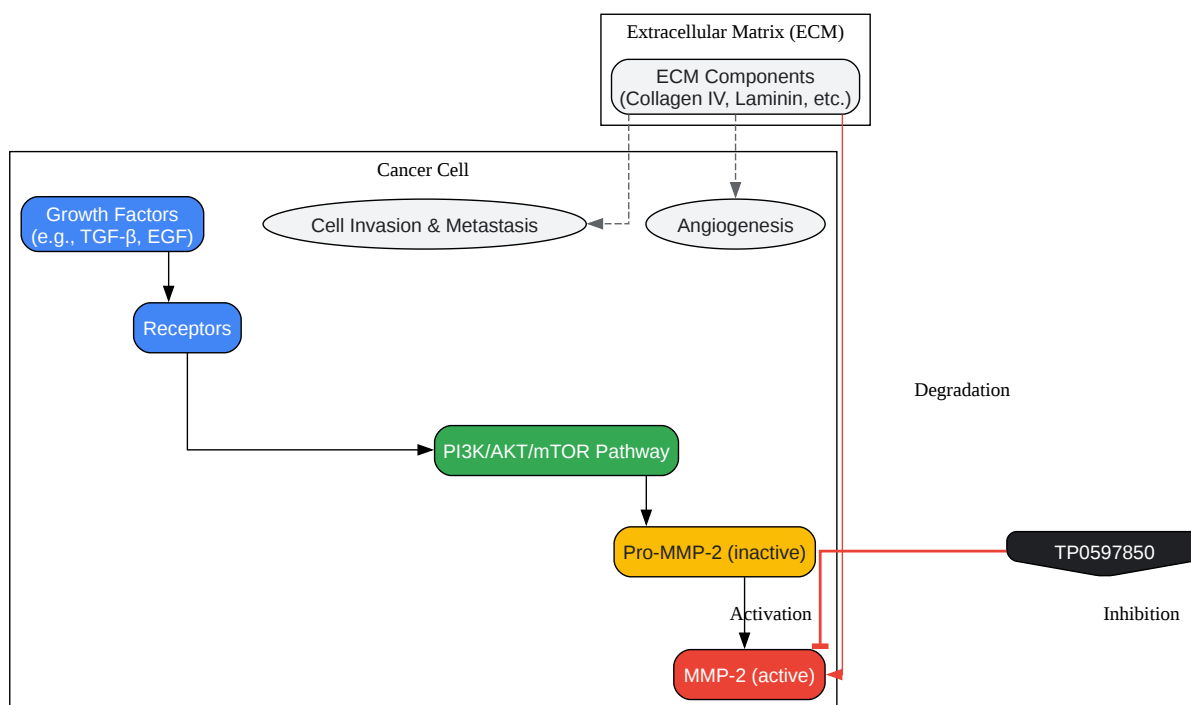 Extracellular Matrix (ECM)
ECM Components
(Collagen IV, Laminin, etc.)
Cancer Cell
Growth Factors
(e.g., TGF-β, EGF)
Cell Invasion & Metastasis
Angiogenesis
Receptors
Degradation
PI3K/AKT/mTOR Pathway
Pro-MMP-2 (inactive)
TP0597850
Activation
Inhibition
MMP-2 (active)